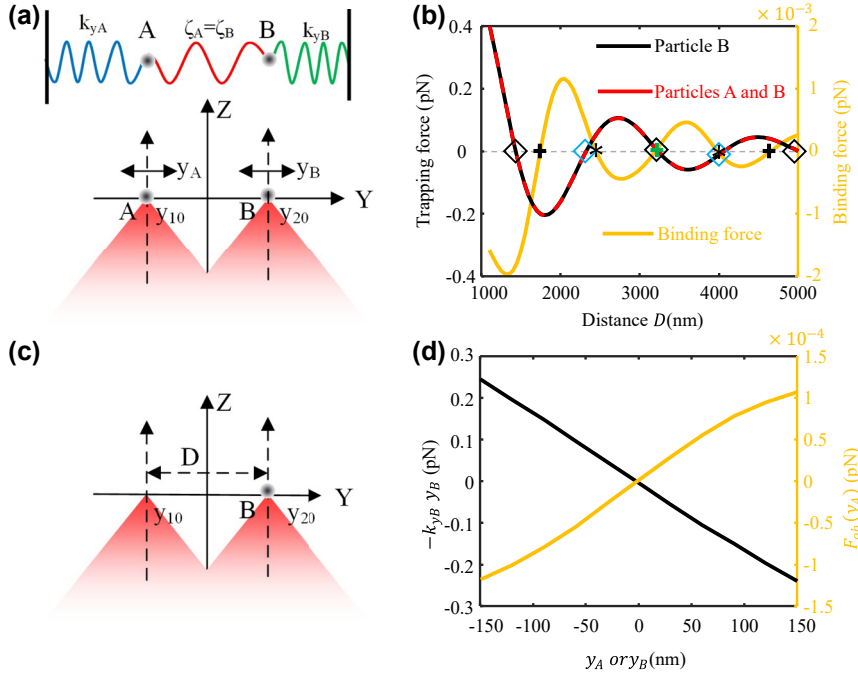 (a)
k_yA A ζ_A=ζ_B B k_yB
Z
y_A y_B
A B Y
y_10 y_20
(b)
× 10⁻³
Trapping force (pN)
0.4
0.2
0
-0.2
-0.4
Particle B
Particles A and B
Binding force
2
1
0
-1
-2
Binding force (pN)
1000 2000 3000 4000 5000
Distance D(nm)
(c)
Z
D
Y
B
y_10 y_20
(d)
× 10⁻⁴
−k_yB y_B (pN)
0.3
0.2
0.1
0
-0.1
-0.2
-0.3
1.5
1
0.5
0
-0.5
-1
-1.5
F_ob(y_A) (pN)
-150 -100 -50 0 50 100 150
y_A or y_B(nm)